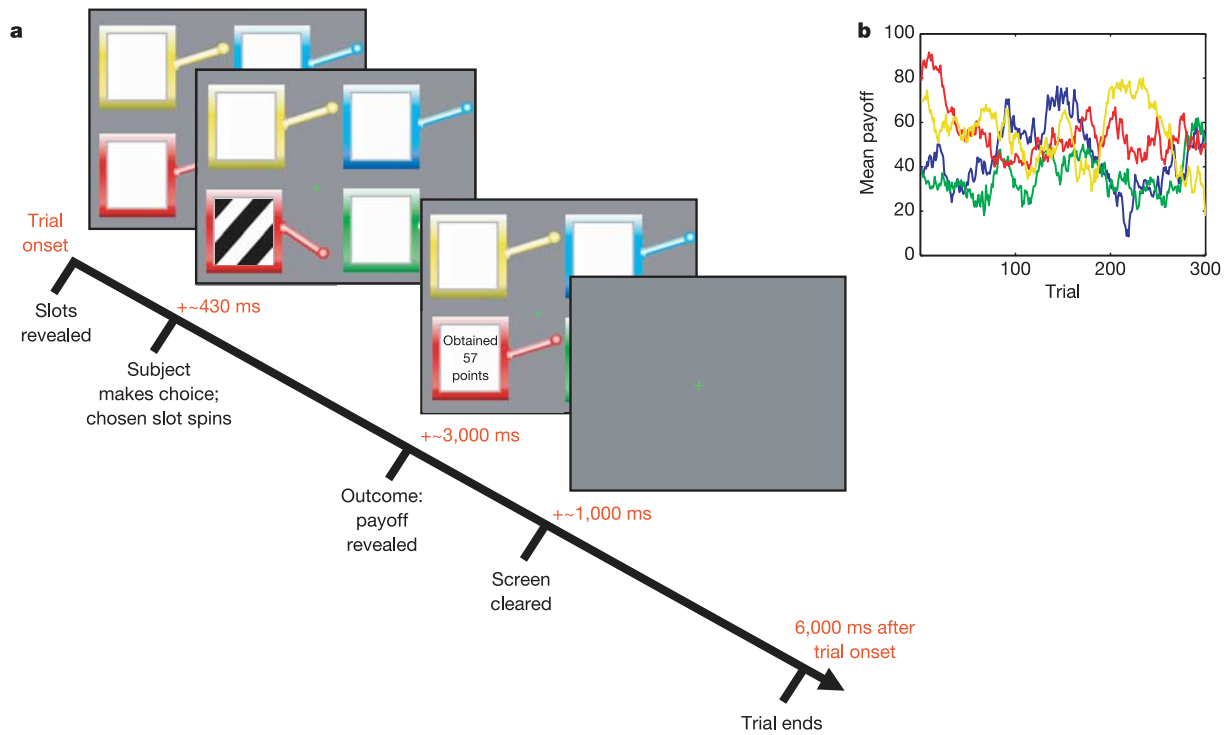 a
Trial
onset
Slots
revealed
+~430 ms
Subject
makes choice;
chosen slot spins
Obtained
57
points
+~3,000 ms
Outcome:
payoff
revealed
+~1,000 ms
Screen
cleared
6,000 ms after
trial onset
Trial ends
b
Mean payoff
100
80
60
40
20
0
100
200
300
Trial